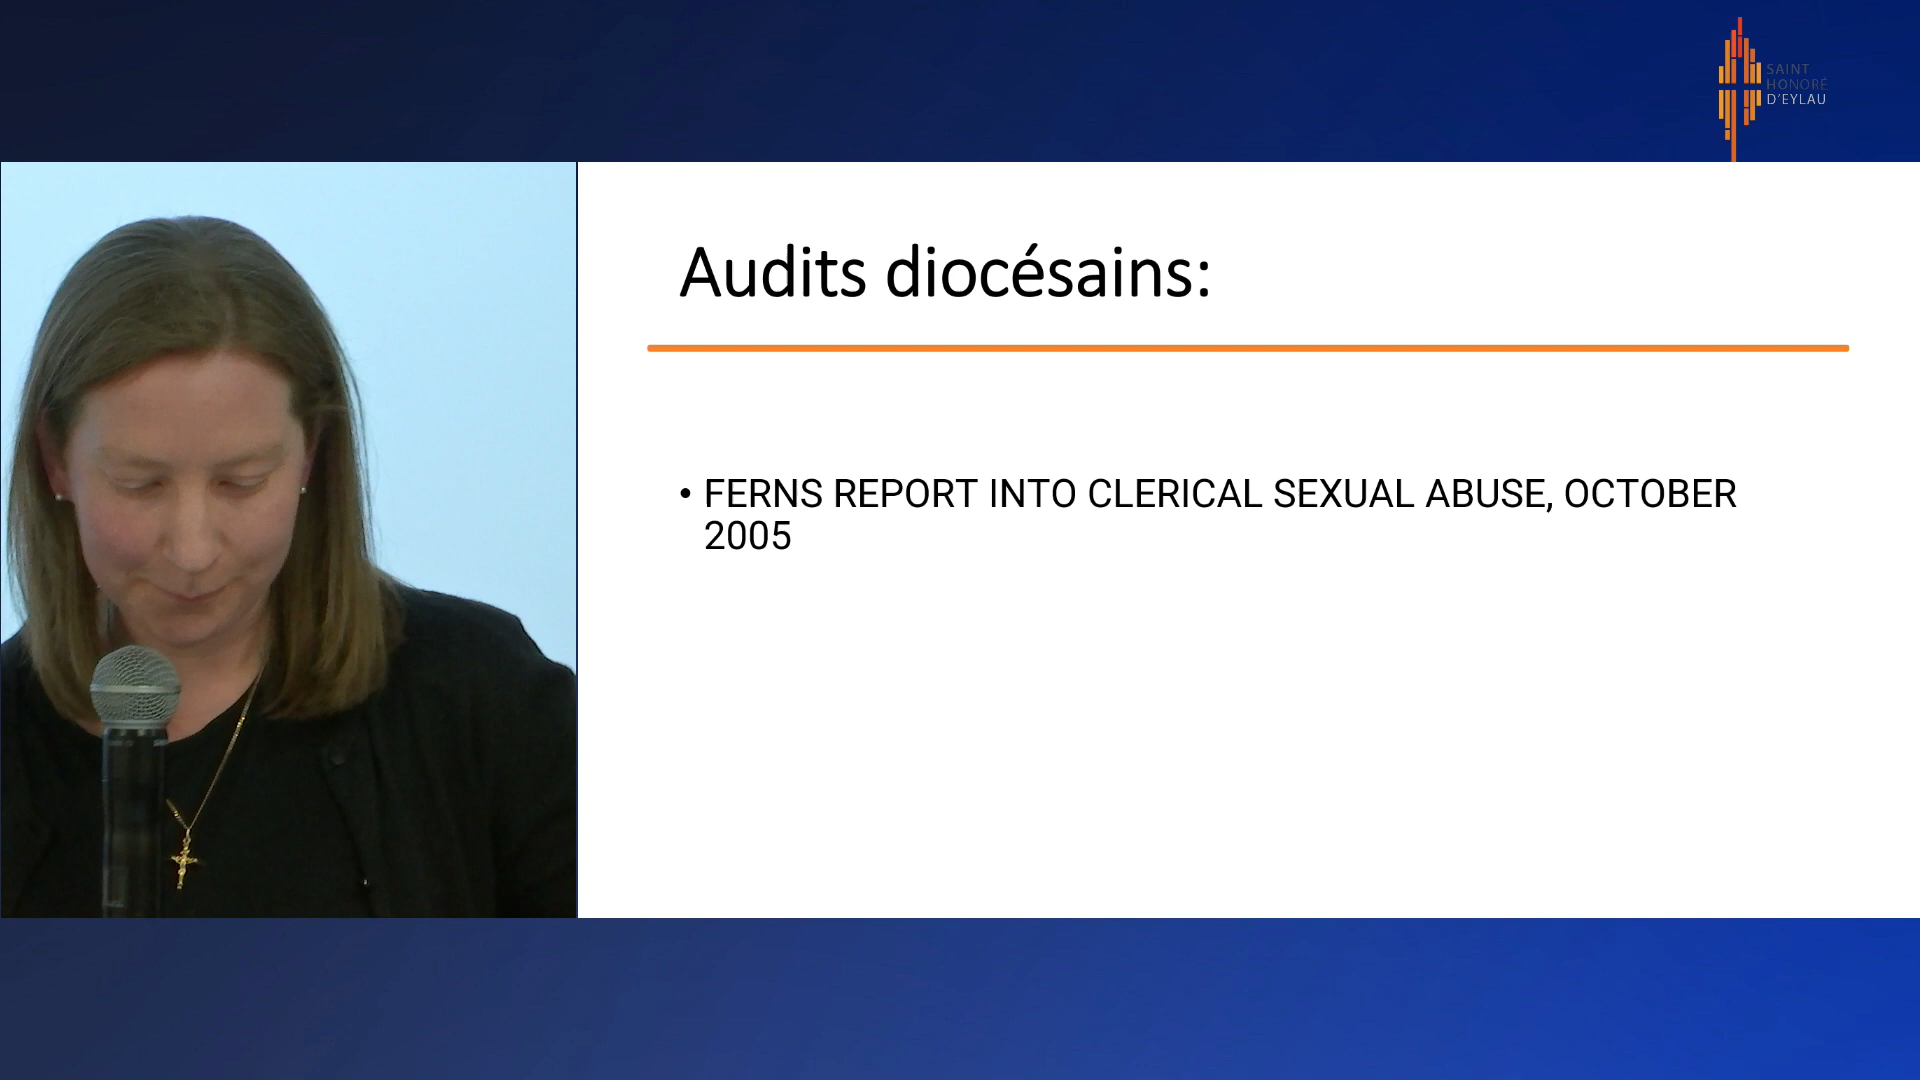 SAINT
HONORÉ
D'EYLAU
Audits diocésains:
• FERNS REPORT INTO CLERICAL SEXUAL ABUSE, OCTOBER
2005